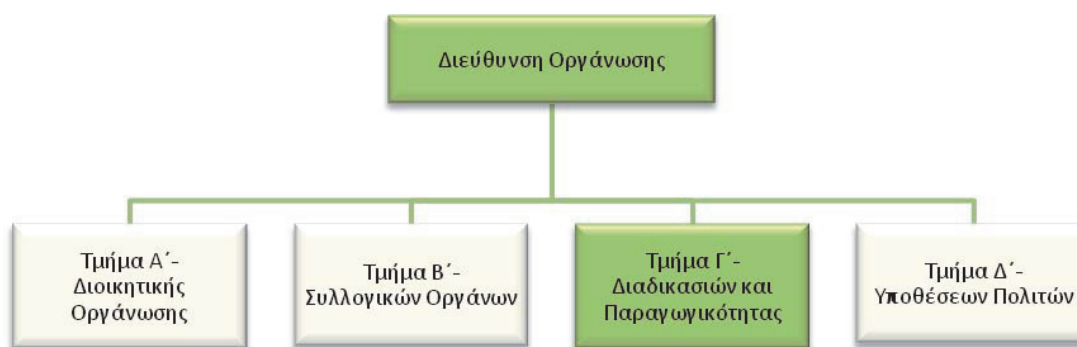 Διεύθυνση Οργάνωσης
Τμήμα Α΄-
Διοικητικής
Οργάνωσης
Τμήμα Β΄-
Συλλογικών Οργάνων
Τμήμα Γ΄-
Διαδικασιών και
Παραγωγικότητας
Τμήμα Δ΄-
Υποθέσεων Πολιτών